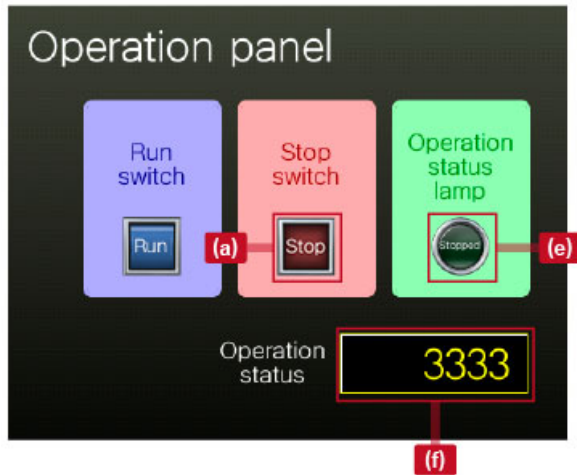 Operation panel
Run
switch
Stop
switch
Operation
status
lamp
Run
(a)
Stop
Stopped
(e)
Operation
status
3333
(f)